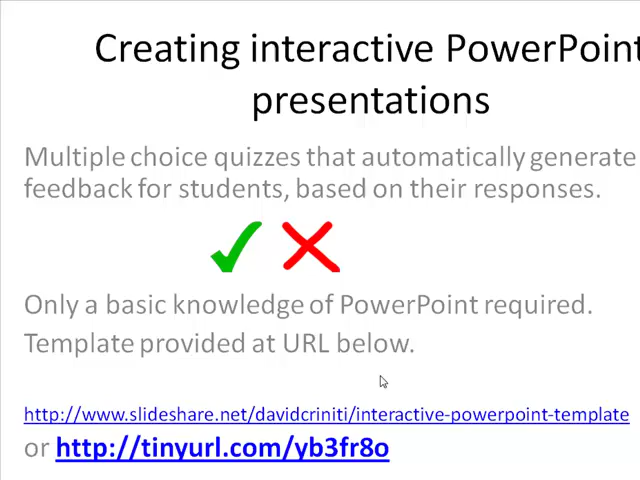 Creating interactive PowerPoint
presentations
Multiple choice quizzes that automatically generate
feedback for students, based on their responses.
Only a basic knowledge of PowerPoint required.
Template provided at URL below.
http://www.slideshare.net/davidcriniti/interactive-powerpoint-template
or http://tinyurl.com/yb3fr8o